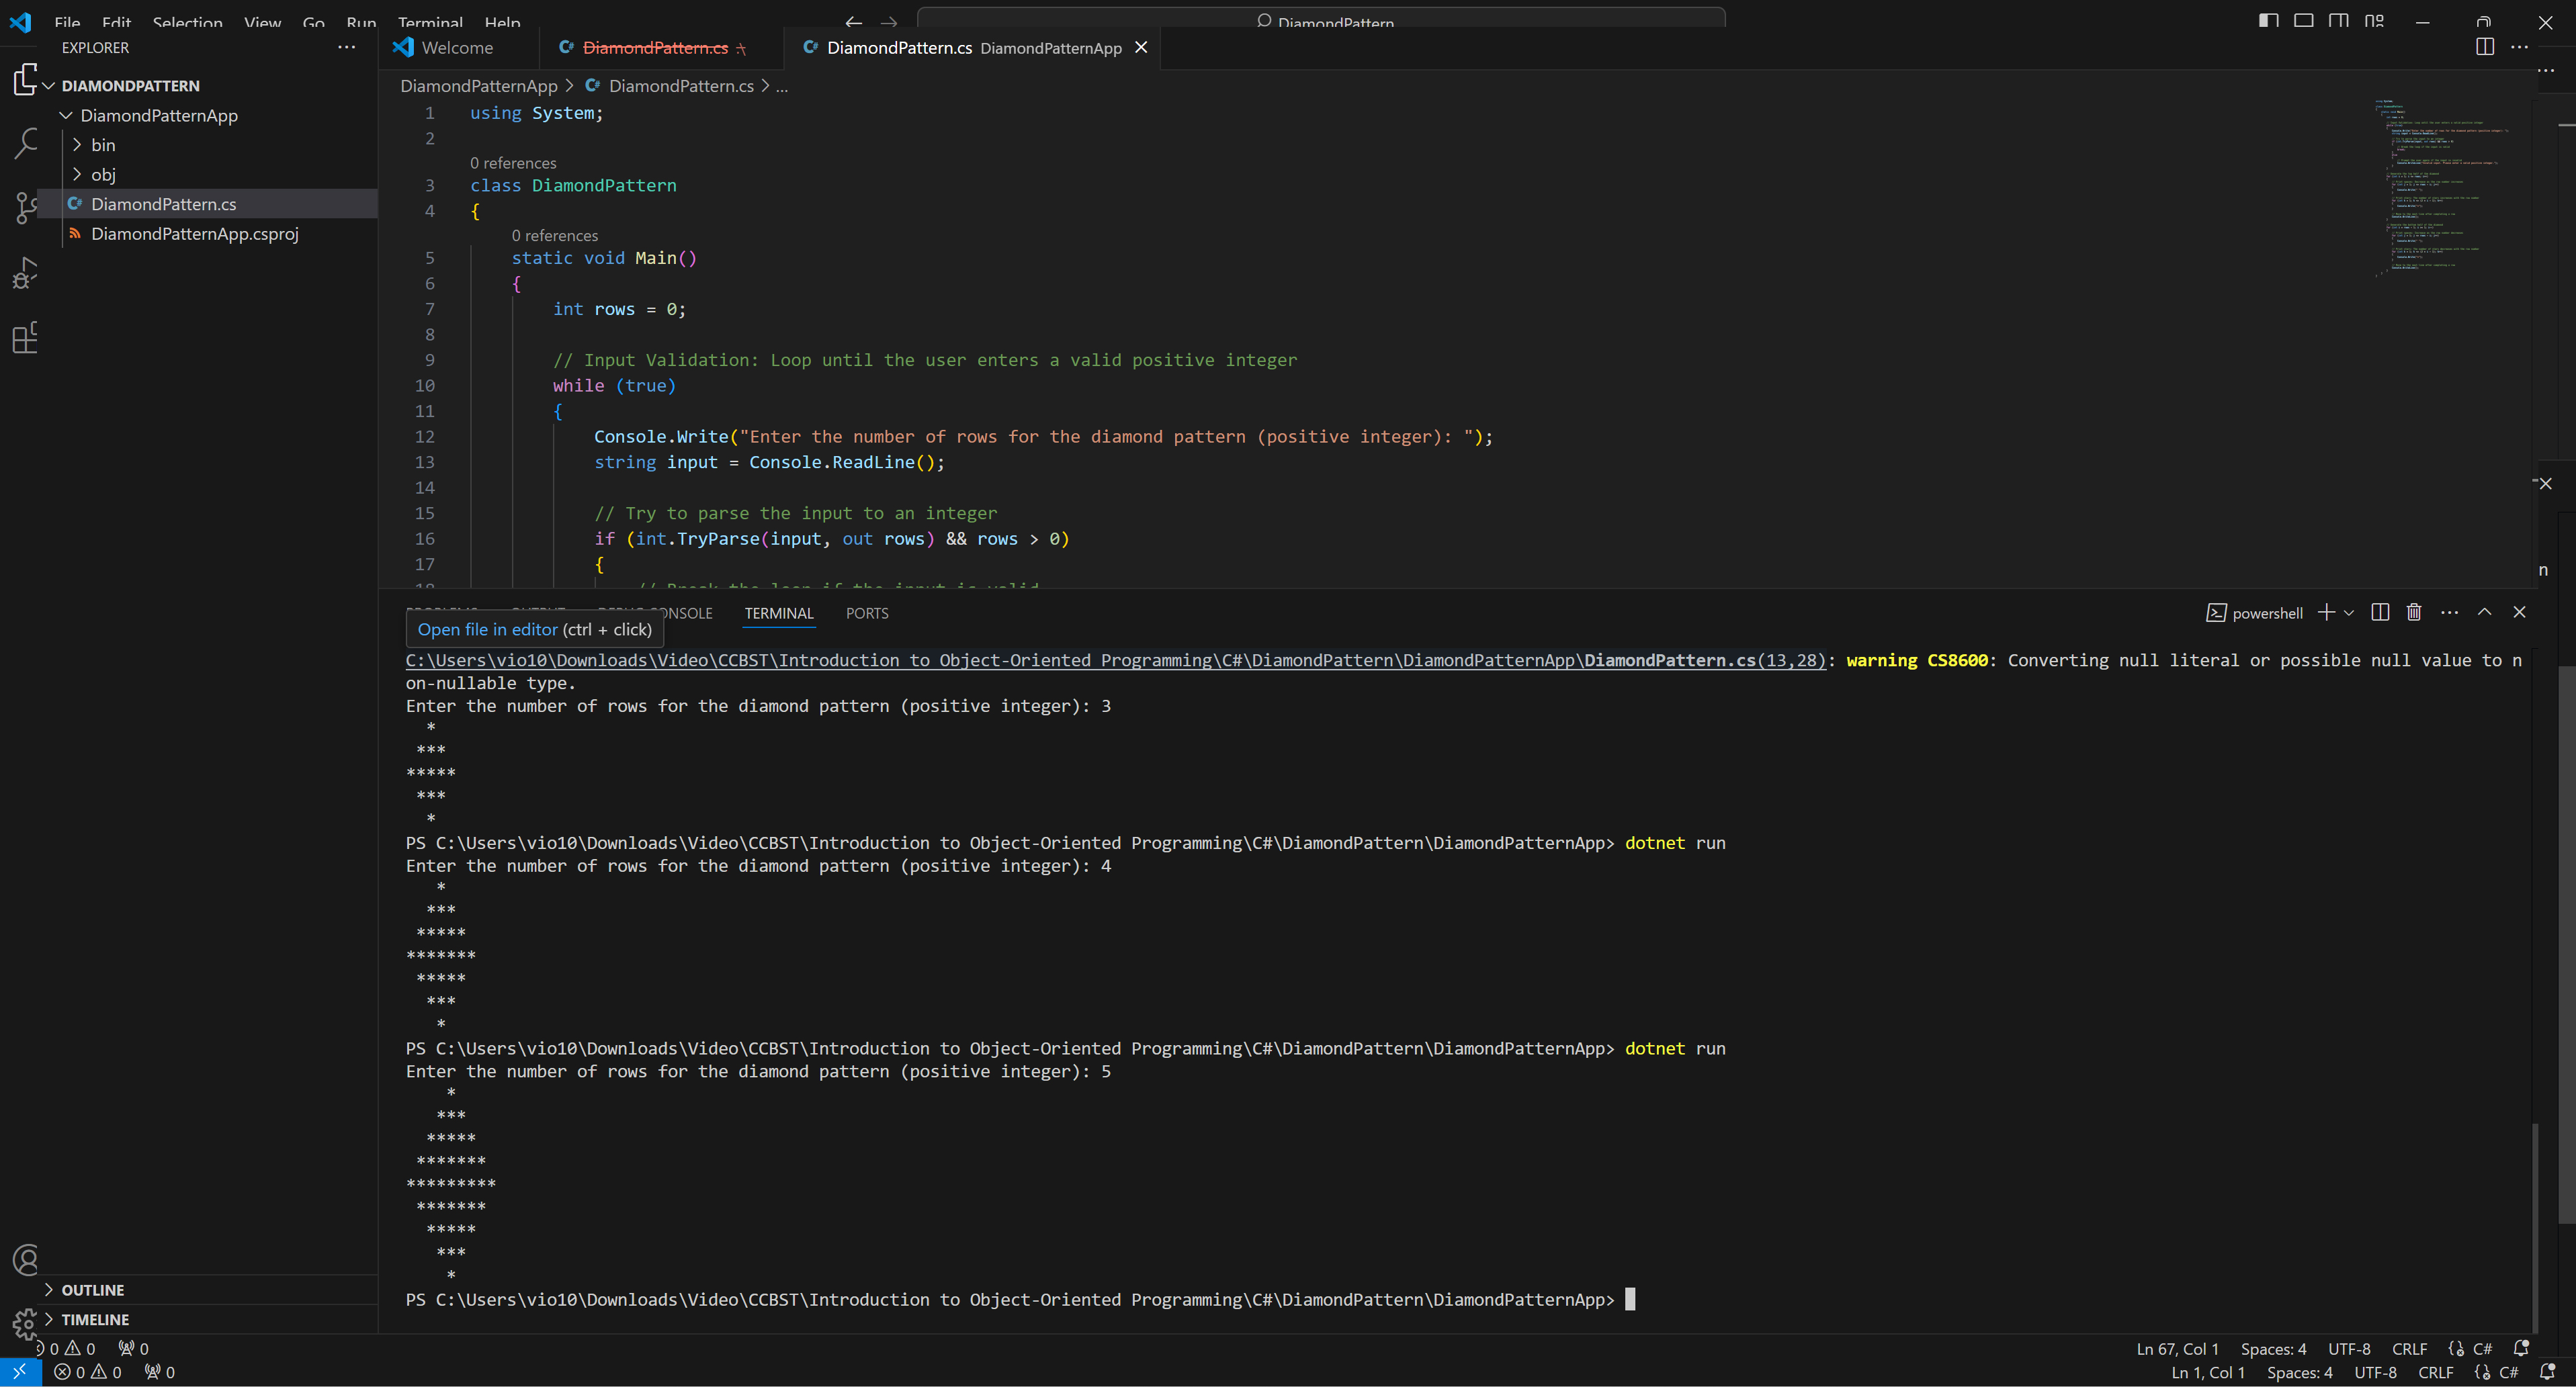 File Edit Selection View Go Run Terminal Help
DiamondPattern
EXPLORER
Welcome
DiamondPattern.cs
DiamondPattern.cs DiamondPatternApp
DIAMONDPATTERN
DiamondPatternApp
bin
obj
DiamondPattern.cs
DiamondPatternApp.csproj
DiamondPatternApp > DiamondPattern.cs > ...
1 using System;
2
0 references
3 class DiamondPattern
4 {
0 references
5 static void Main()
6 {
7 int rows = 0;
8
9 // Input Validation: Loop until the user enters a valid positive integer
10 while (true)
11 {
12 Console.Write("Enter the number of rows for the diamond pattern (positive integer): ");
13 string input = Console.ReadLine();
14
15 // Try to parse the input to an integer
16 if (int.TryParse(input, out rows) && rows > 0)
17 {
18 // Break the loop if the input is valid
PROBLEMS OUTPUT DEBUG CONSOLE TERMINAL PORTS
powershell
Open file in editor (ctrl + click)
C:\Users\vio10\Downloads\Video\CCBST\Introduction to Object-Oriented Programming\C#\DiamondPattern\DiamondPatternApp\DiamondPattern.cs(13,28): warning CS8600: Converting null literal or possible null value to n
on-nullable type.
Enter the number of rows for the diamond pattern (positive integer): 3
  *
 ***
*****
 ***
  *
PS C:\Users\vio10\Downloads\Video\CCBST\Introduction to Object-Oriented Programming\C#\DiamondPattern\DiamondPatternApp> dotnet run
Enter the number of rows for the diamond pattern (positive integer): 4
   *
  ***
 *****
*******
 *****
  ***
   *
PS C:\Users\vio10\Downloads\Video\CCBST\Introduction to Object-Oriented Programming\C#\DiamondPattern\DiamondPatternApp> dotnet run
Enter the number of rows for the diamond pattern (positive integer): 5
    *
   ***
  *****
 *******
*********
 *******
  *****
   ***
    *
PS C:\Users\vio10\Downloads\Video\CCBST\Introduction to Object-Oriented Programming\C#\DiamondPattern\DiamondPatternApp>
OUTLINE
TIMELINE
0 0 0
Ln 67, Col 1 Spaces: 4 UTF-8 CRLF C#
0 0 0
Ln 1, Col 1 Spaces: 4 UTF-8 CRLF C#